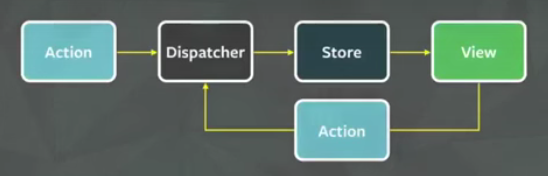 Action
Dispatcher
Store
View
Action